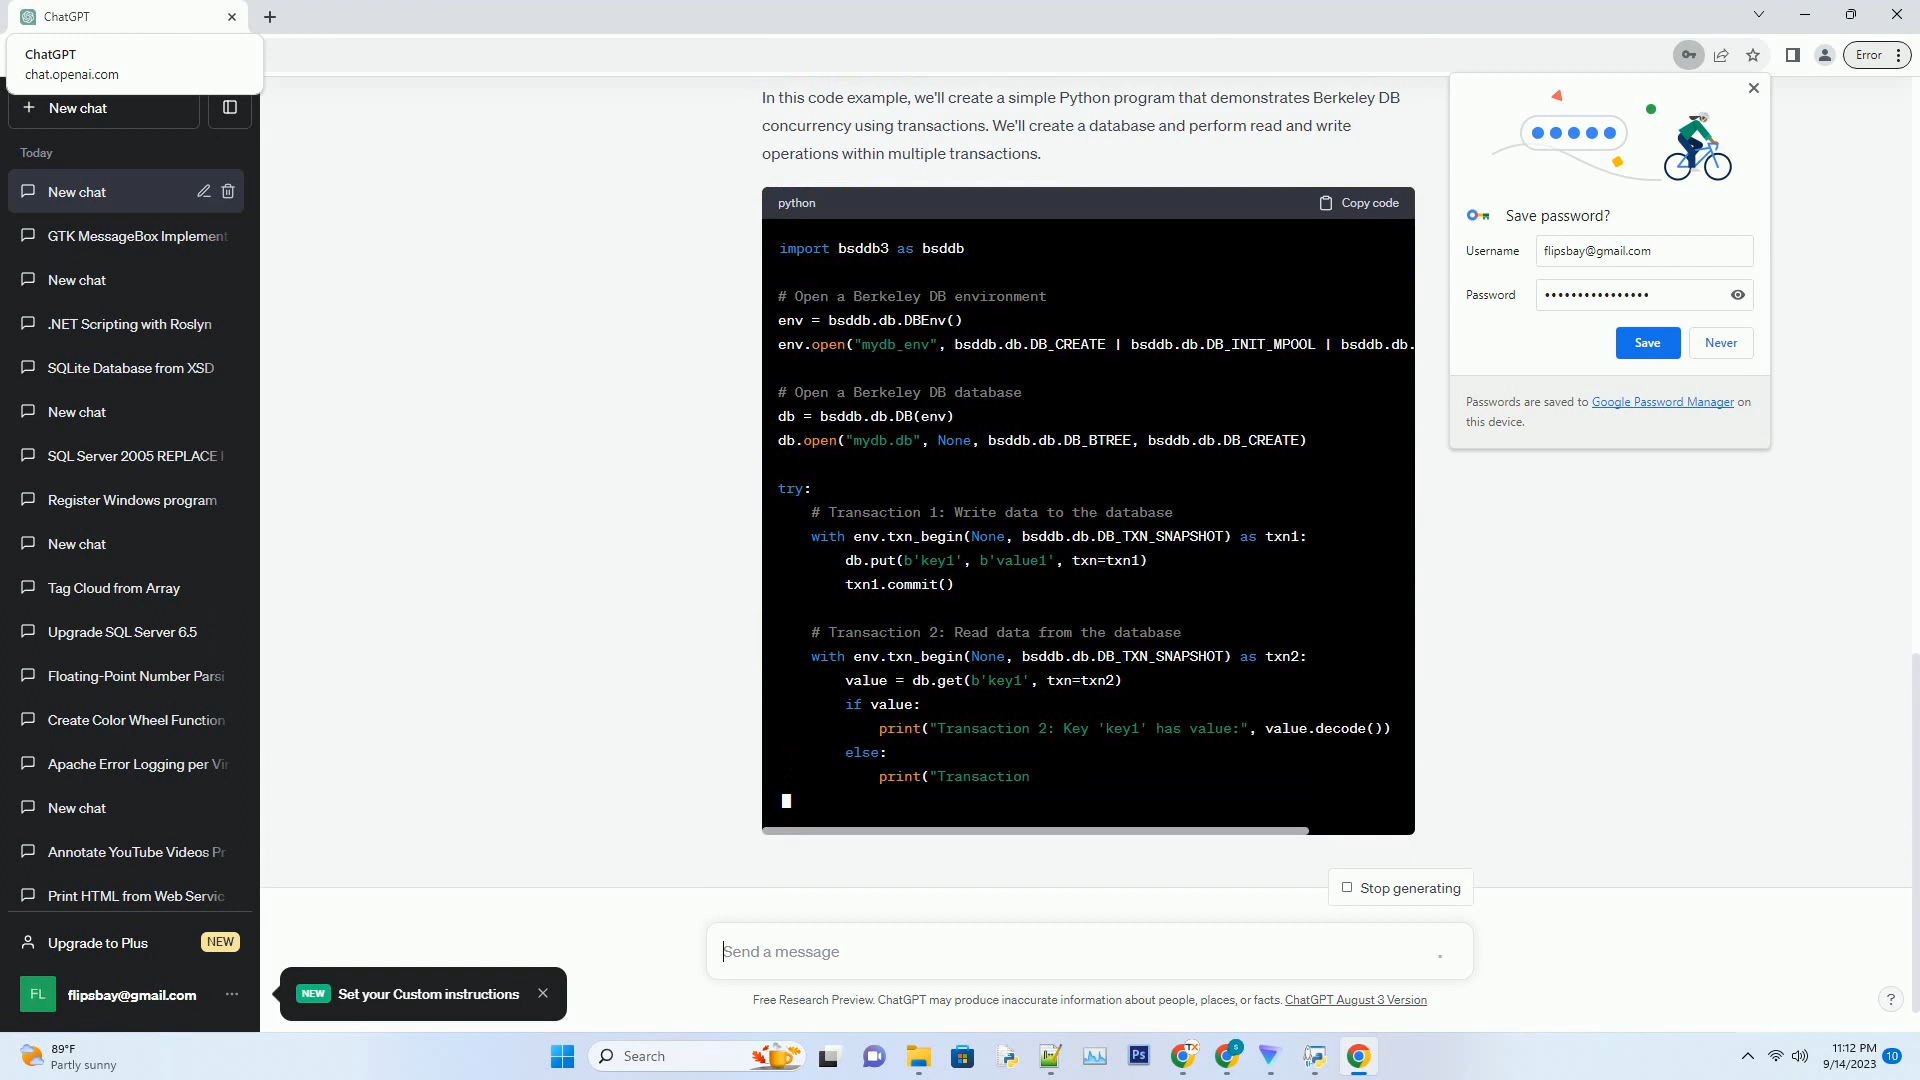 ChatGPT
ChatGPT
chat.openai.com
Error
New chat
Today
New chat
GTK MessageBox Implement
New chat
.NET Scripting with Roslyn
SQLite Database from XSD
New chat
SQL Server 2005 REPLACE
Register Windows program
New chat
Tag Cloud from Array
Upgrade SQL Server 6.5
Floating-Point Number Parsi
Create Color Wheel Function
Apache Error Logging per Vir
New chat
Annotate YouTube Videos Pr
Print HTML from Web Servic
Upgrade to Plus NEW
FL flipsbay@gmail.com
NEW Set your Custom instructions
In this code example, we'll create a simple Python program that demonstrates Berkeley DB
concurrency using transactions. We'll create a database and perform read and write
operations within multiple transactions.
python Copy code
import bsddb3 as bsddb
# Open a Berkeley DB environment
env = bsddb.db.DBEnv()
env.open("mydb_env", bsddb.db.DB_CREATE | bsddb.db.DB_INIT_MPOOL | bsddb.db.
# Open a Berkeley DB database
db = bsddb.db.DB(env)
db.open("mydb.db", None, bsddb.db.DB_BTREE, bsddb.db.DB_CREATE)
try:
# Transaction 1: Write data to the database
with env.txn_begin(None, bsddb.db.DB_TXN_SNAPSHOT) as txn1:
db.put(b'key1', b'value1', txn=txn1)
txn1.commit()
# Transaction 2: Read data from the database
with env.txn_begin(None, bsddb.db.DB_TXN_SNAPSHOT) as txn2:
value = db.get(b'key1', txn=txn2)
if value:
print("Transaction 2: Key 'key1' has value:", value.decode())
else:
print("Transaction
Stop generating
Send a message
Free Research Preview. ChatGPT may produce inaccurate information about people, places, or facts. ChatGPT August 3 Version
?
Save password?
Username flipsbay@gmail.com
Password ••••••••••••••••
Save Never
Passwords are saved to Google Password Manager on
this device.
89°F
Partly sunny
Search
Ps
TX
S
11:12 PM
9/14/2023
10